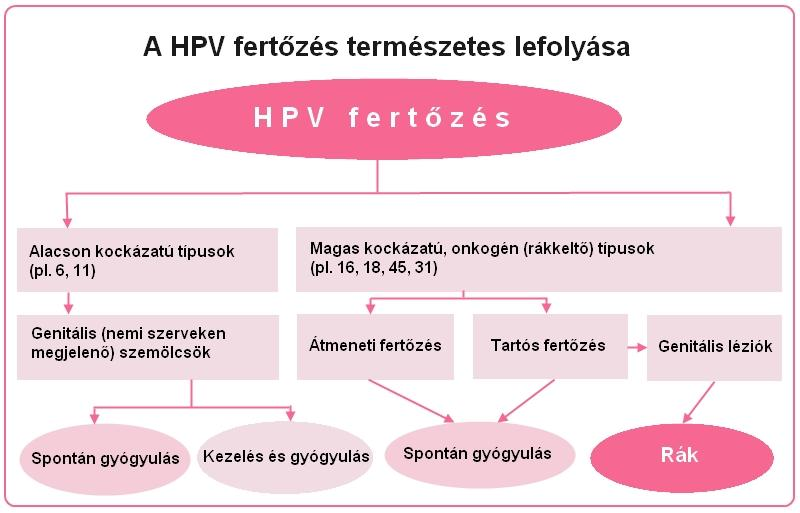 A HPV fertőzés természetes lefolyása
HPV fertőzés
Alacson kockázatú típusok
(pl. 6, 11)
Magas kockázatú, onkogén (rákkeltő) típusok
(pl. 16, 18, 45, 31)
Genitális (nemi szerveken
megjelenő) szemölcsök
Átmeneti fertőzés
Tartós fertőzés
Genitális léziók
Spontán gyógyulás
Kezelés és gyógyulás
Spontán gyógyulás
Rák